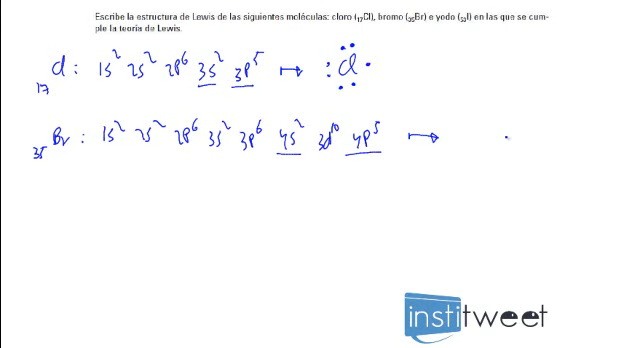 Escribe la estructura de Lewis de las siguientes moléculas: cloro (₁₇Cl), bromo (₃₅Br) e yodo (₅₃I) en las que se cum-
ple la teoría de Lewis.
₁₇Cl : 1s² 2s² 2p⁶ 3s² 3p⁵ ↦ :Cl·
₃₅Br : 1s² 2s² 2p⁶ 3s² 3p⁶ 4s² 3d¹⁰ 4p⁵ ↦
institweet